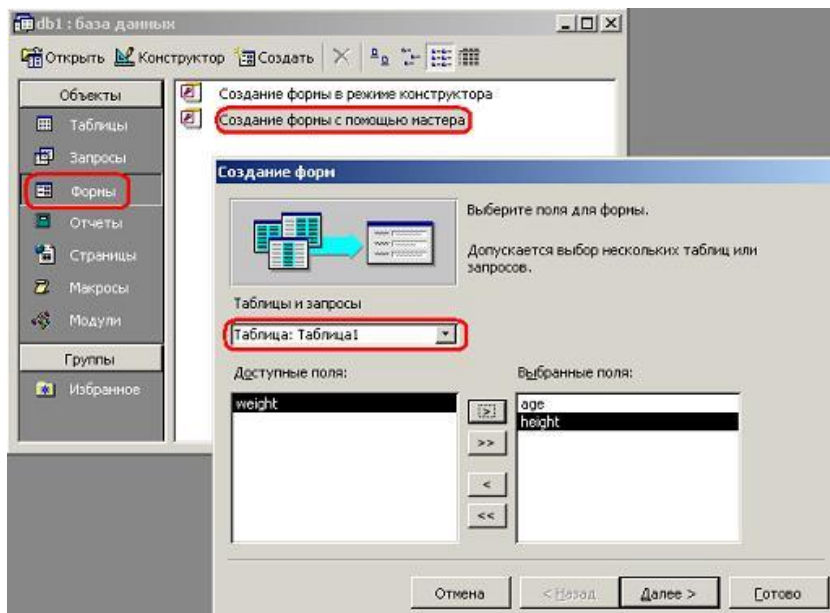 db1 : база данных
Открыть Конструктор Создать
Объекты
Таблицы
Запросы
Формы
Отчеты
Страницы
Макросы
Модули
Группы
Избранное
Создание формы в режиме конструктора
Создание формы с помощью мастера
Создание форм
Выберите поля для формы.
Допускается выбор нескольких таблиц или
запросов.
Таблицы и запросы
Таблица: Таблица1
Доступные поля:
Выбранные поля:
weight
age
height
>
>>
<
<<
Отмена
< Назад
Далее >
Готово